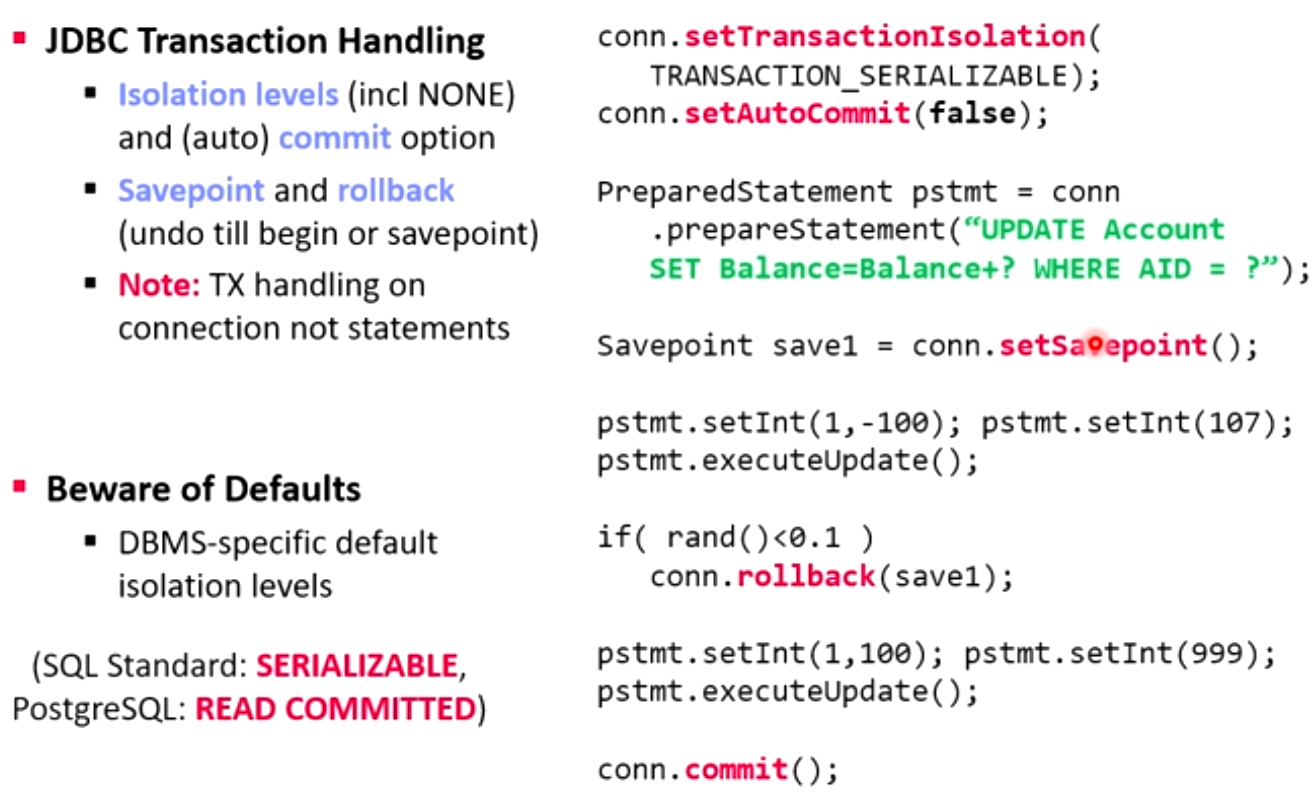 JDBC Transaction Handling
Isolation levels (incl NONE)
and (auto) commit option
Savepoint and rollback
(undo till begin or savepoint)
Note: TX handling on
connection not statements
Beware of Defaults
DBMS-specific default
isolation levels
(SQL Standard: SERIALIZABLE,
PostgreSQL: READ COMMITTED)
conn.setTransactionIsolation(
TRANSACTION_SERIALIZABLE);
conn.setAutoCommit(false);
PreparedStatement pstmt = conn
.prepareStatement(“UPDATE Account
SET Balance=Balance+? WHERE AID = ?”);
Savepoint save1 = conn.setSavepoint();
pstmt.setInt(1,-100); pstmt.setInt(107);
pstmt.executeUpdate();
if( rand()<0.1 )
conn.rollback(save1);
pstmt.setInt(1,100); pstmt.setInt(999);
pstmt.executeUpdate();
conn.commit();